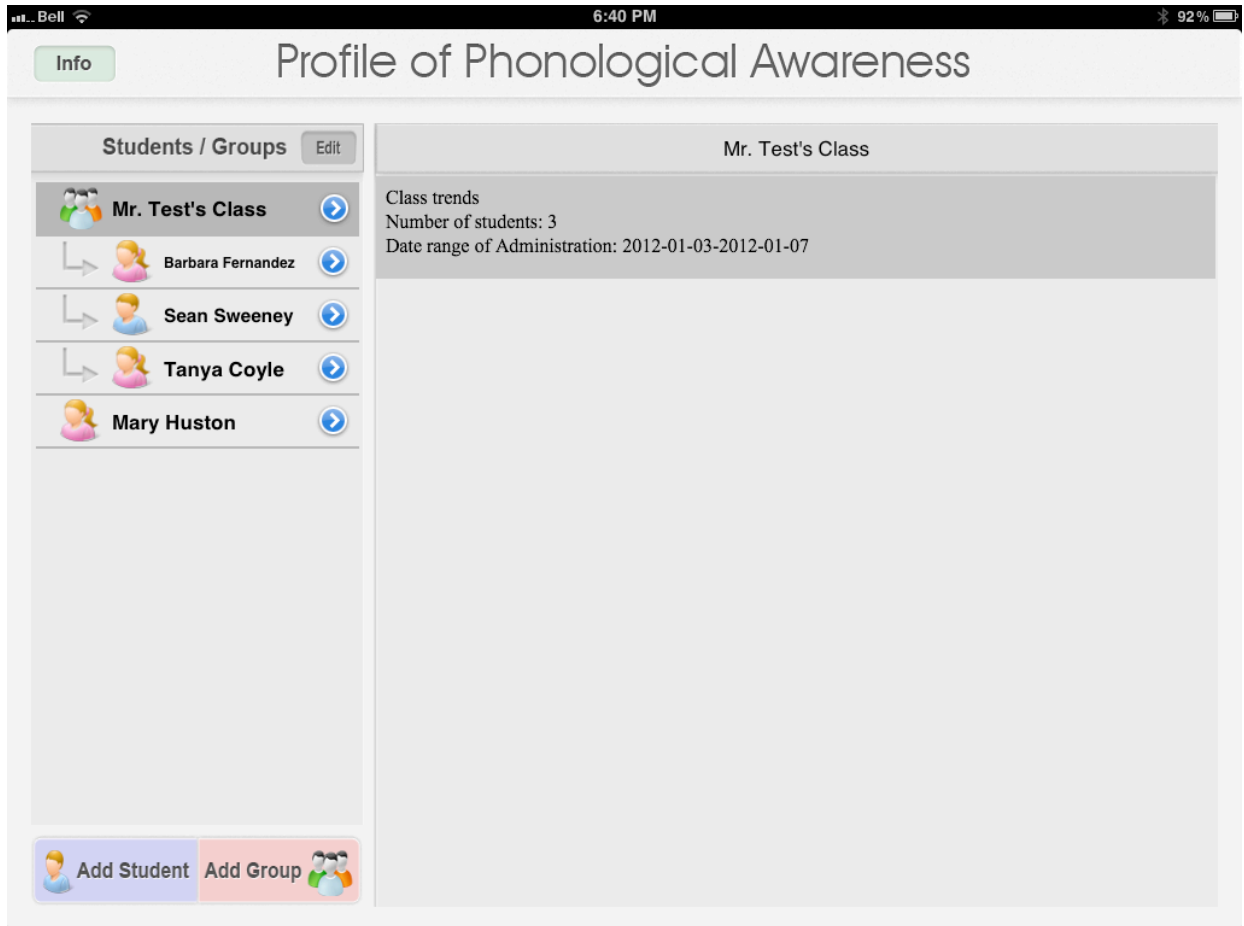 Bell
6:40 PM
92%
Info
Profile of Phonological Awareness
Students / Groups
Edit
Mr. Test's Class
Barbara Fernandez
Sean Sweeney
Tanya Coyle
Mary Huston
Add Student
Add Group
Mr. Test's Class
Class trends
Number of students: 3
Date range of Administration: 2012-01-03-2012-01-07